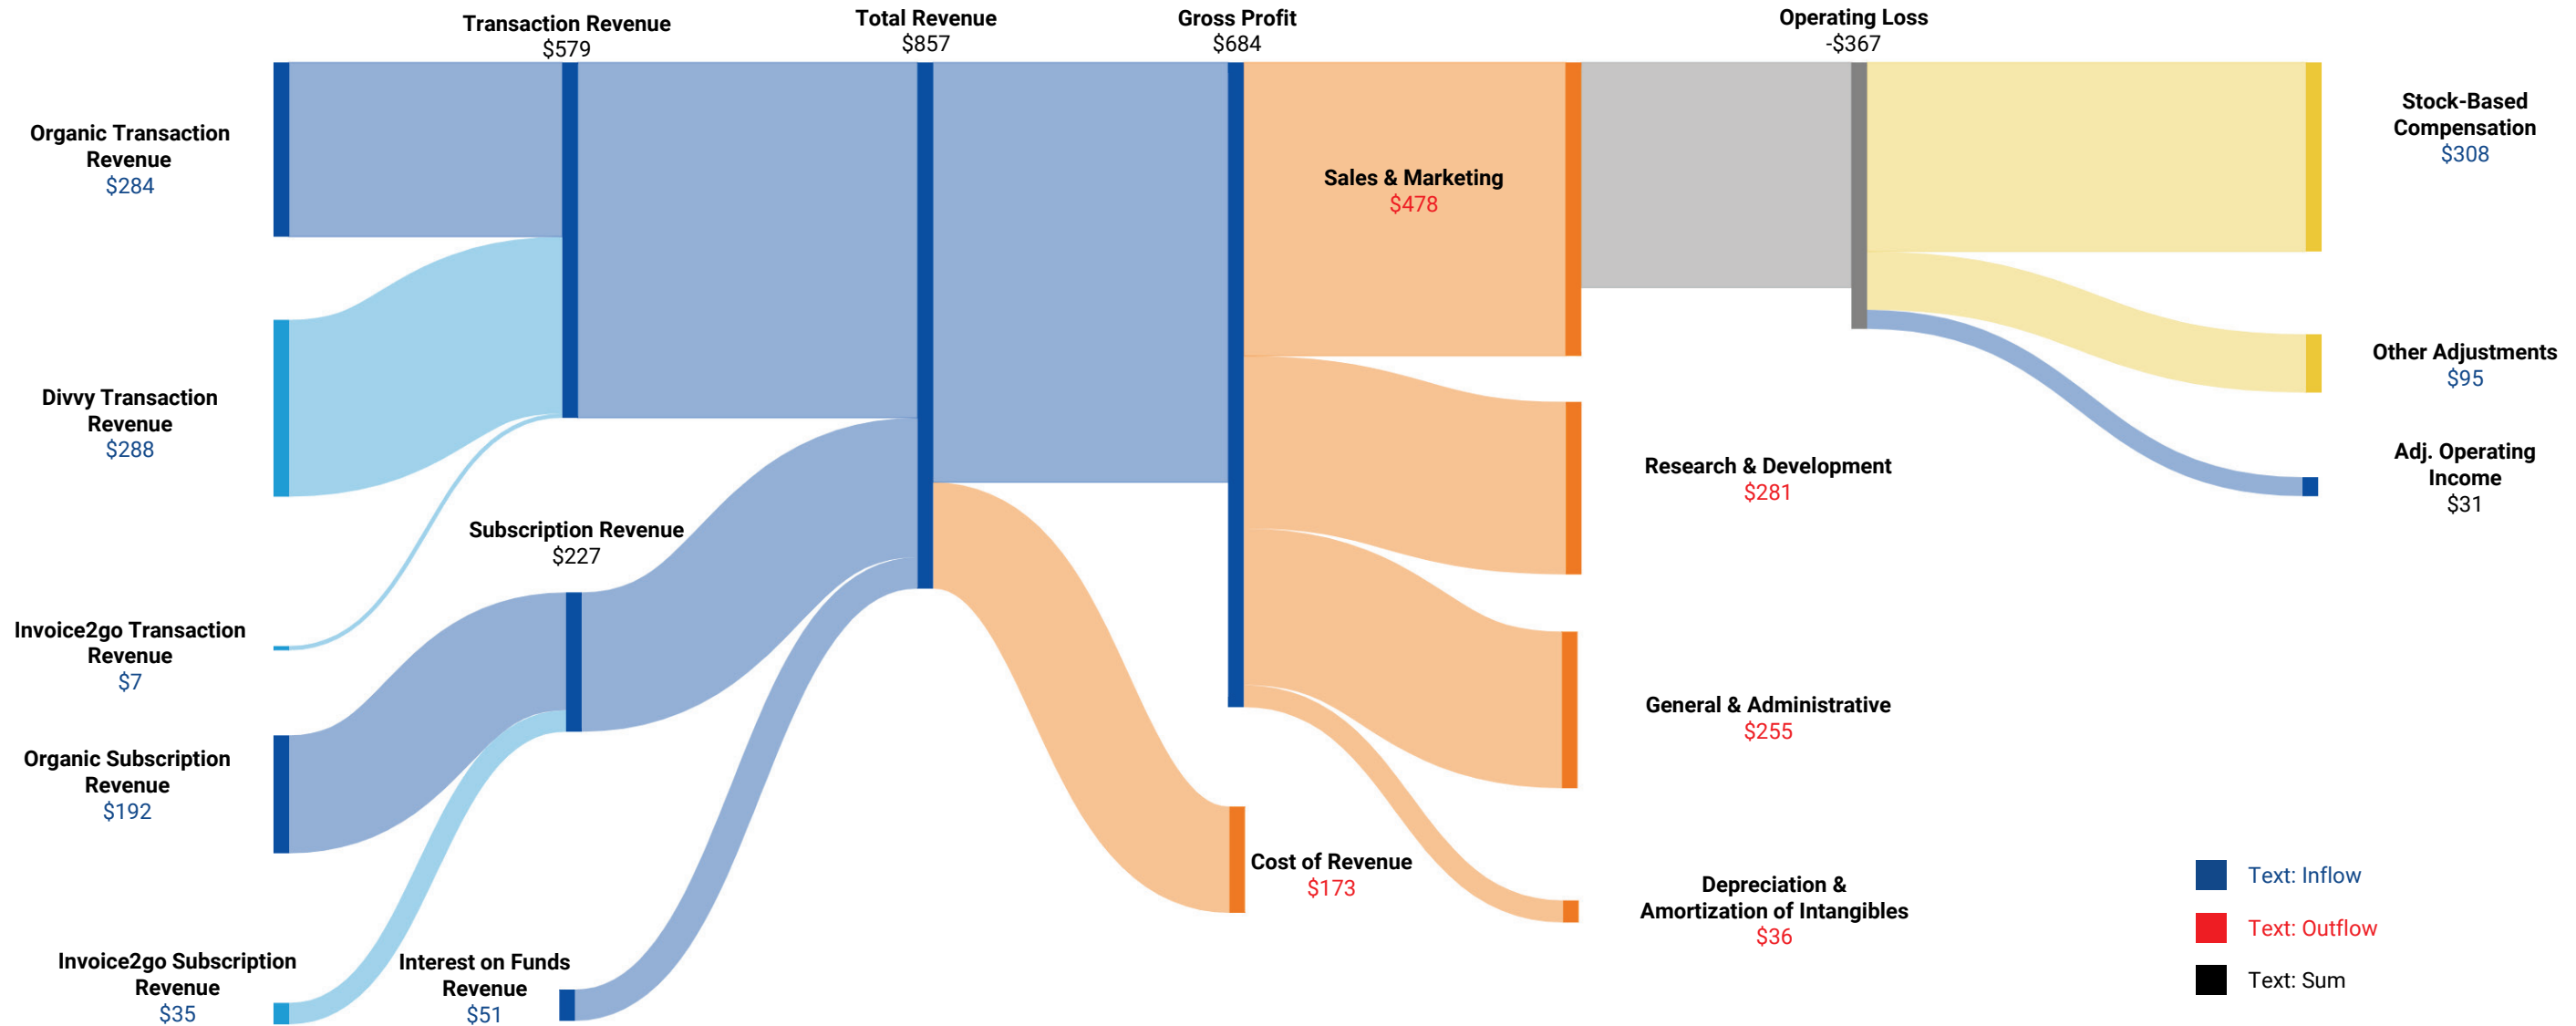 Transaction Revenue
$579
Total Revenue
$857
Gross Profit
$684
Operating Loss
-$367
Organic Transaction
Revenue
$284
Divvy Transaction
Revenue
$288
Invoice2go Transaction
Revenue
$7
Organic Subscription
Revenue
$192
Invoice2go Subscription
Revenue
$35
Subscription Revenue
$227
Interest on Funds
Revenue
$51
Cost of Revenue
$173
Sales & Marketing
$478
Research & Development
$281
General & Administrative
$255
Depreciation &
Amortization of Intangibles
$36
Stock-Based
Compensation
$308
Other Adjustments
$95
Adj. Operating
Income
$31
Text: Inflow
Text: Outflow
Text: Sum